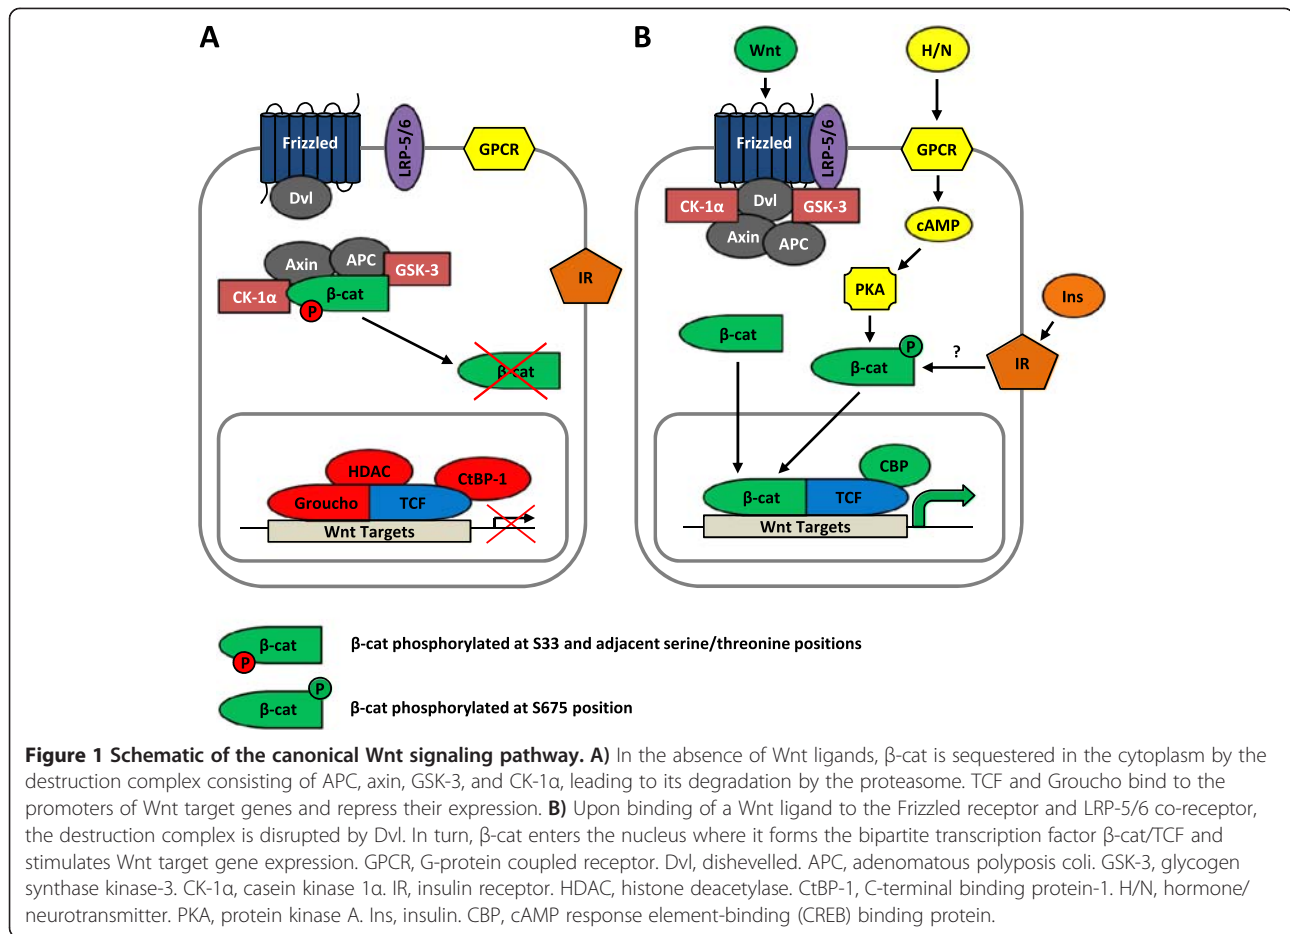 A
B
Wnt
H/N
Frizzled
LRP-5/6
GPCR
Frizzled
LRP-5/6
GPCR
Dvl
CK-1α
Dvl
GSK-3
cAMP
Axin
APC
Axin
APC
GSK-3
IR
CK-1α
β-cat
P
PKA
Ins
β-cat
P
β-cat
β-cat
?
IR
HDAC
CtBP-1
CBP
Groucho
TCF
β-cat
TCF
Wnt Targets
Wnt Targets
β-cat
P
β-cat phosphorylated at S33 and adjacent serine/threonine positions
P
β-cat
β-cat phosphorylated at S675 position
Figure 1 Schematic of the canonical Wnt signaling pathway. A) In the absence of Wnt ligands, β-cat is sequestered in the cytoplasm by the
destruction complex consisting of APC, axin, GSK-3, and CK-1α, leading to its degradation by the proteasome. TCF and Groucho bind to the
promoters of Wnt target genes and repress their expression. B) Upon binding of a Wnt ligand to the Frizzled receptor and LRP-5/6 co-receptor,
the destruction complex is disrupted by Dvl. In turn, β-cat enters the nucleus where it forms the bipartite transcription factor β-cat/TCF and
stimulates Wnt target gene expression. GPCR, G-protein coupled receptor. Dvl, dishevelled. APC, adenomatous polyposis coli. GSK-3, glycogen
synthase kinase-3. CK-1α, casein kinase 1α. IR, insulin receptor. HDAC, histone deacetylase. CtBP-1, C-terminal binding protein-1. H/N, hormone/
neurotransmitter. PKA, protein kinase A. Ins, insulin. CBP, cAMP response element-binding (CREB) binding protein.